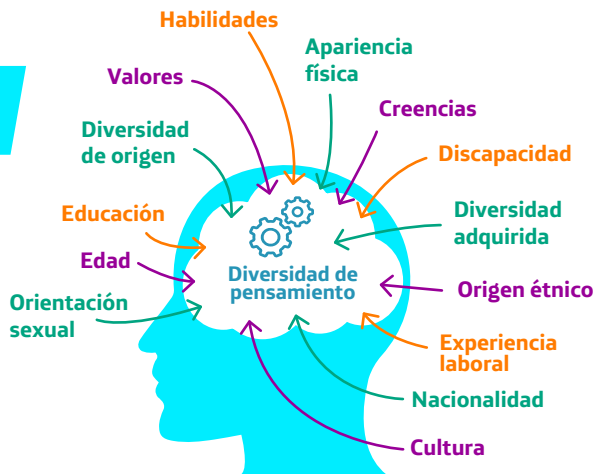 Habilidades
Apariencia
física
Valores
Creencias
Diversidad
de origen
Discapacidad
Educación
Diversidad
adquirida
Edad
Diversidad de
pensamiento
Origen étnico
Orientación
sexual
Experiencia
laboral
Nacionalidad
Cultura